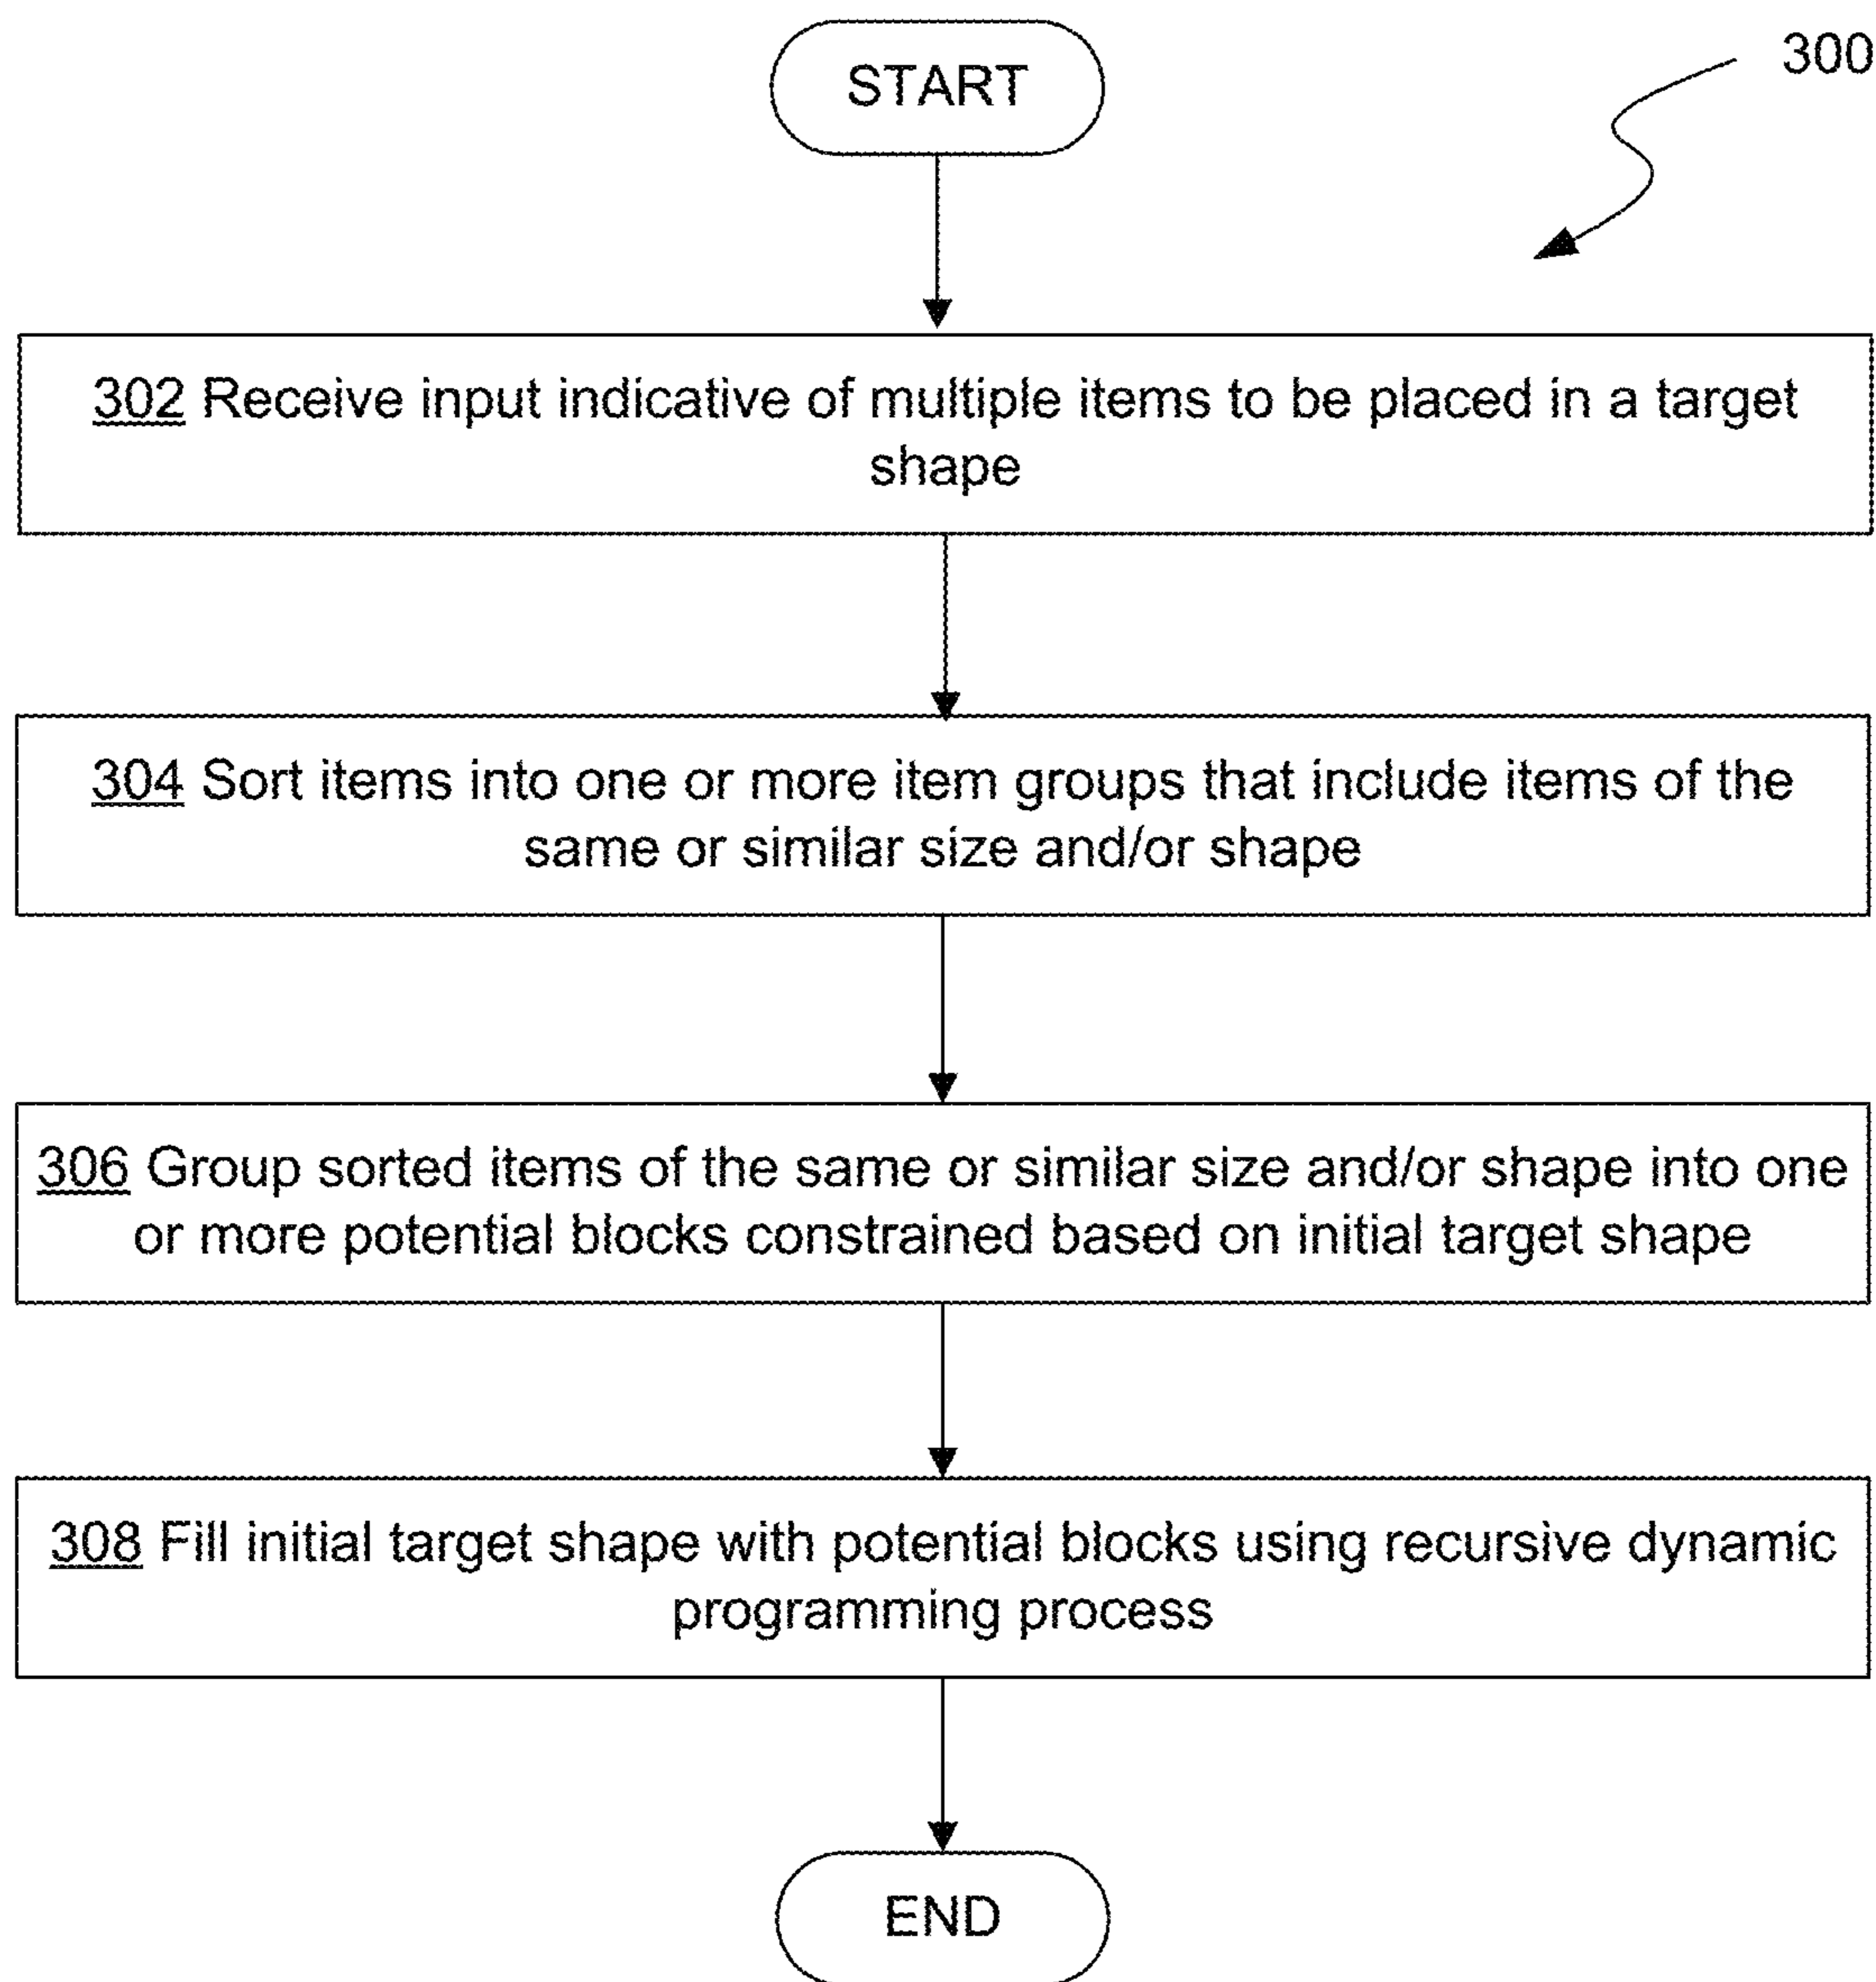 START
300
302 Receive input indicative of multiple items to be placed in a target
shape
304 Sort items into one or more item groups that include items of the
same or similar size and/or shape
306 Group sorted items of the same or similar size and/or shape into one
or more potential blocks constrained based on initial target shape
308 Fill initial target shape with potential blocks using recursive dynamic
programming process
END